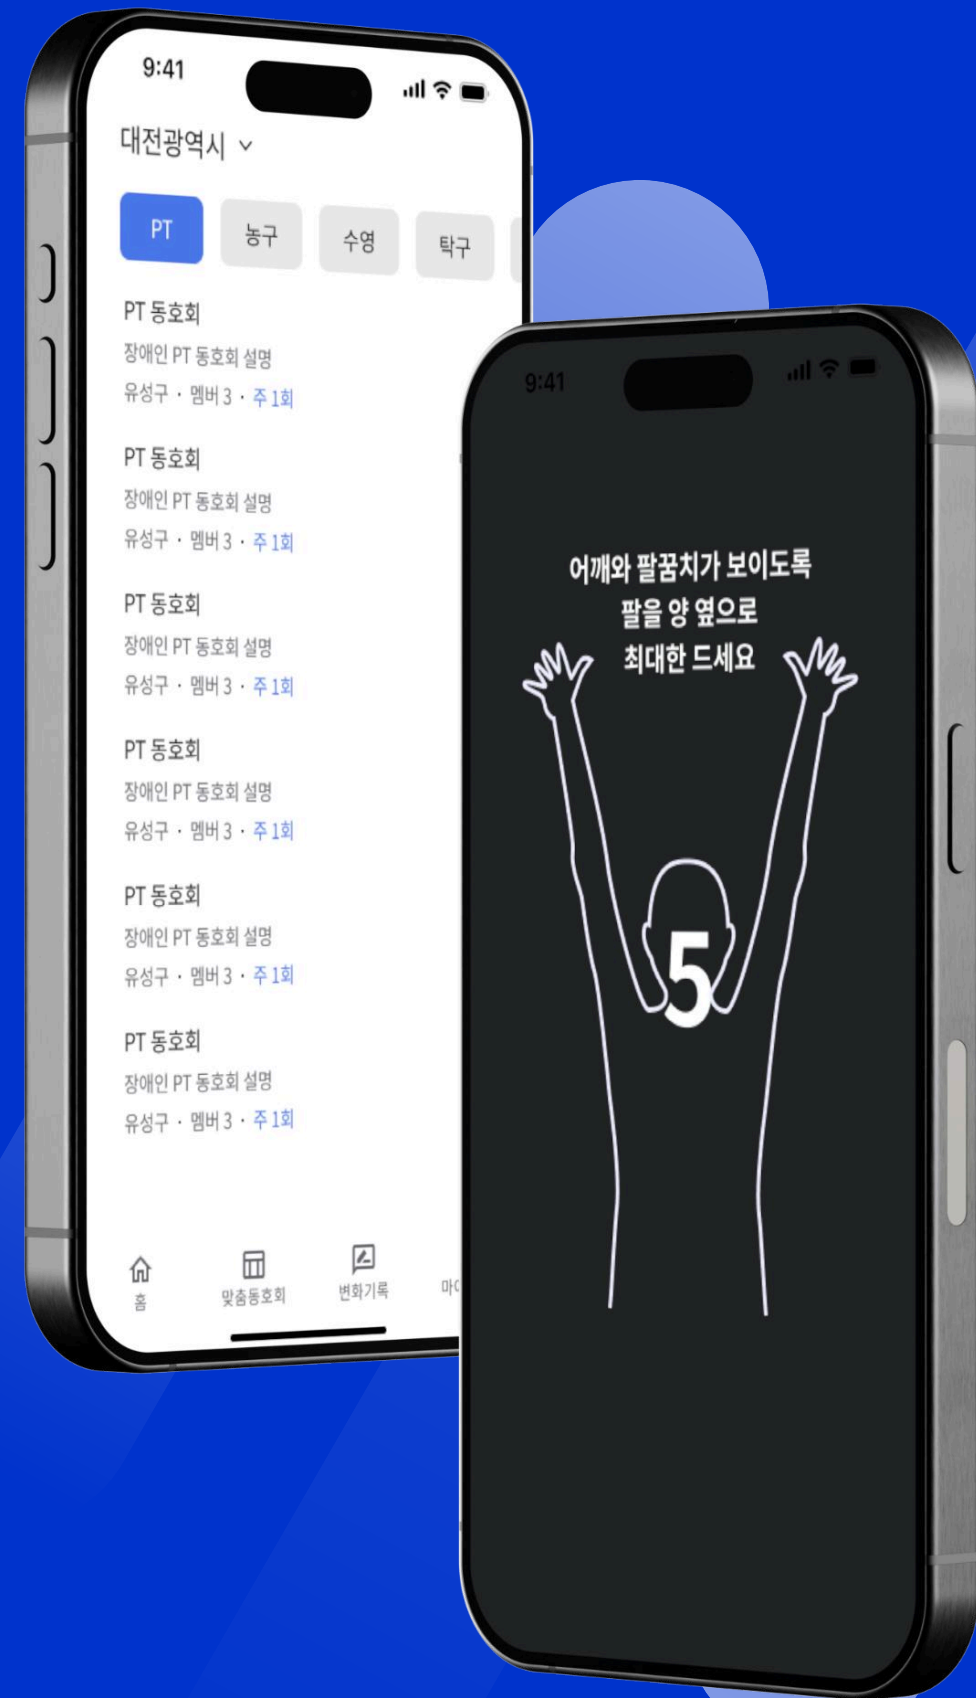 9:41
대전광역시
PT
농구
수영
탁구
PT 동호회
장애인 PT 동호회 설명
유성구 · 멤버 3 · 주 1회
PT 동호회
장애인 PT 동호회 설명
유성구 · 멤버 3 · 주 1회
PT 동호회
장애인 PT 동호회 설명
유성구 · 멤버 3 · 주 1회
PT 동호회
장애인 PT 동호회 설명
유성구 · 멤버 3 · 주 1회
PT 동호회
장애인 PT 동호회 설명
유성구 · 멤버 3 · 주 1회
PT 동호회
장애인 PT 동호회 설명
유성구 · 멤버 3 · 주 1회
홈
맞춤동호회
변화기록
9:41
어깨와 팔꿈치가 보이도록
팔을 양 옆으로
최대한 드세요
5